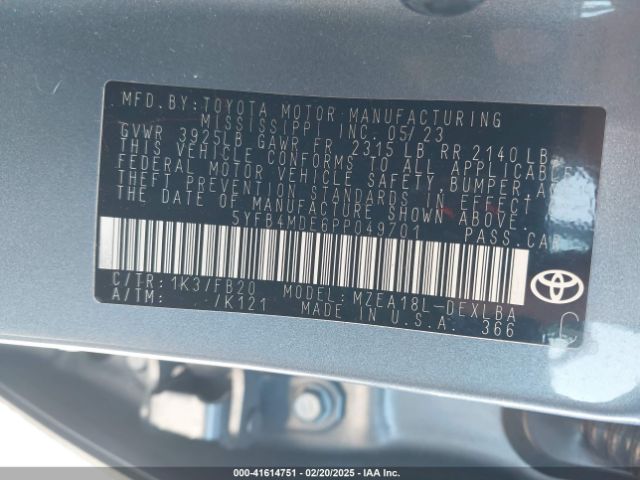 MFD. BY: TOYOTA MOTOR MANUFACTURING
MISSISSIPPI INC. 05/23
GVWR 3925LB GAWR FR 2315 LB RR 2140 LB
THIS VEHICLE CONFORMS TO ALL APPLICABLE
FEDERAL MOTOR VEHICLE SAFETY, BUMPER AND
THEFT PREVENTION STANDARDS IN EFFECT
THE DATE OF MANUFACTURE SHOWN ABOVE.
5YFB4MDE6PP049701 PASS.CAR
C/TR: 1K3/FB20 MODEL: MZEA18L-DEXLBA
A/TM: /K121 MADE IN U.S.A. 366
C
000-41614751 - 02/20/2025 - IAA Inc.